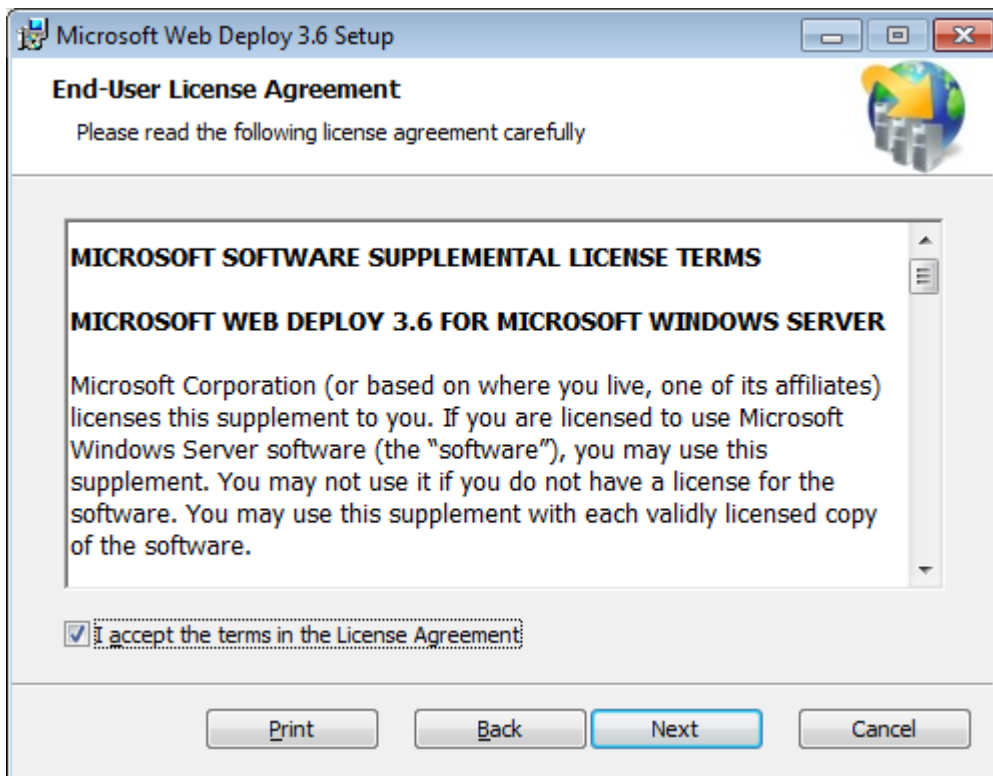 Microsoft Web Deploy 3.6 Setup
End-User License Agreement
Please read the following license agreement carefully
MICROSOFT SOFTWARE SUPPLEMENTAL LICENSE TERMS
MICROSOFT WEB DEPLOY 3.6 FOR MICROSOFT WINDOWS SERVER
Microsoft Corporation (or based on where you live, one of its affiliates)
licenses this supplement to you. If you are licensed to use Microsoft
Windows Server software (the “software”), you may use this
supplement. You may not use it if you do not have a license for the
software. You may use this supplement with each validly licensed copy
of the software.
I accept the terms in the License Agreement
Print Back Next Cancel